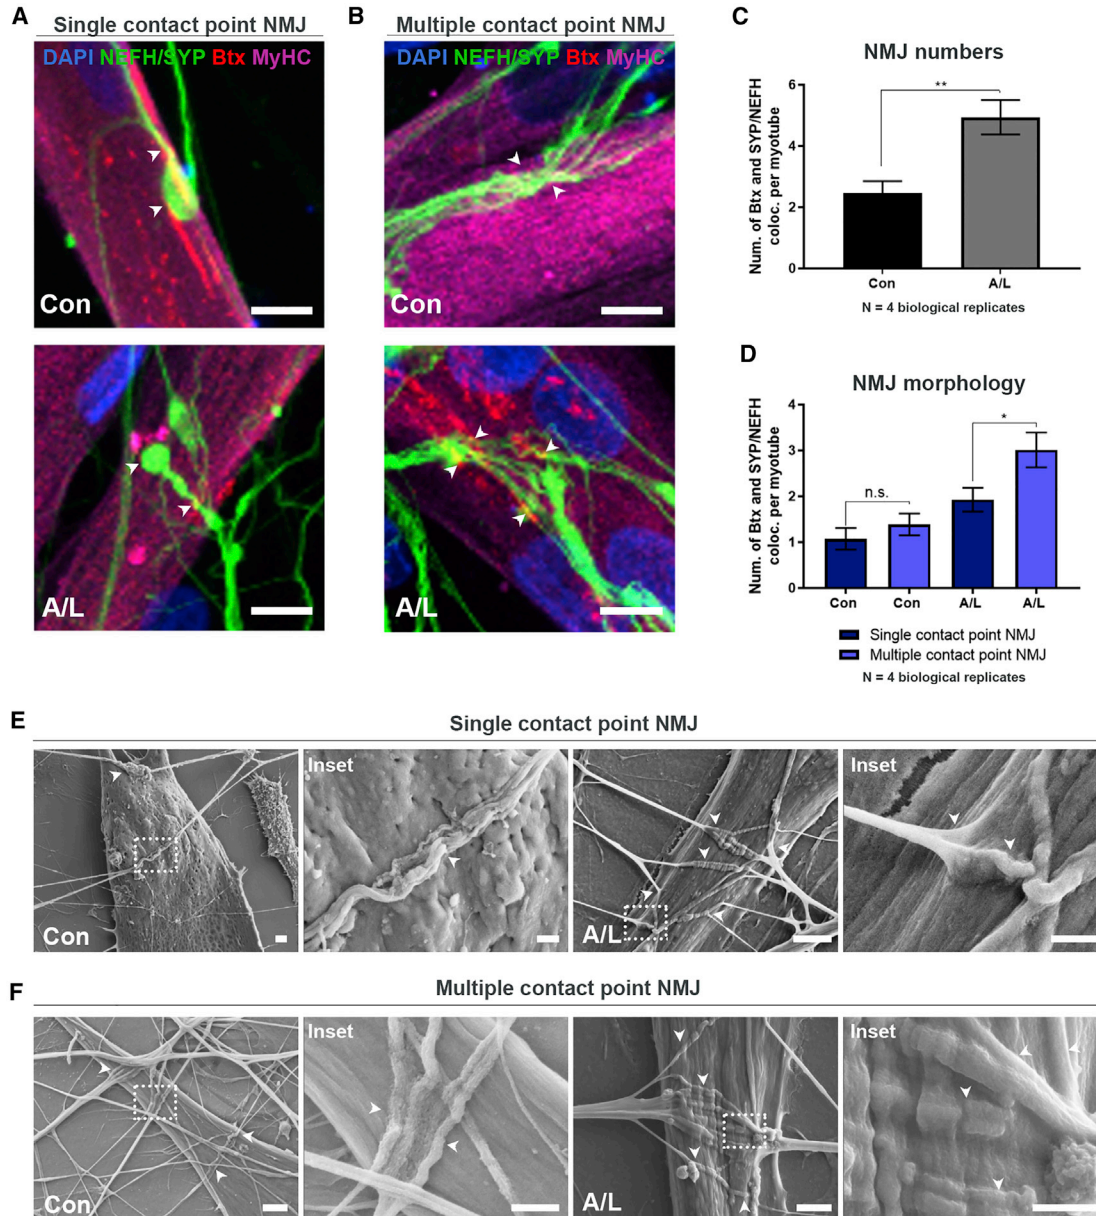 A
Single contact point NMJ
DAPI NEFH/SYP Btx MyHC
Con
A/L
B
Multiple contact point NMJ
DAPI NEFH/SYP Btx MyHC
Con
A/L
C
NMJ numbers
Num. of Btx and SYP/NEFH
coloc. per myotube
6
4
2
0
**
Con A/L
N = 4 biological replicates
D
NMJ morphology
Num. of Btx and SYP/NEFH
coloc. per myotube
4
3
2
1
0
n.s.
*
Con Con A/L A/L
Single contact point NMJ
Multiple contact point NMJ
N = 4 biological replicates
E
Single contact point NMJ
Con
Inset
A/L
Inset
F
Multiple contact point NMJ
Con
Inset
A/L
Inset